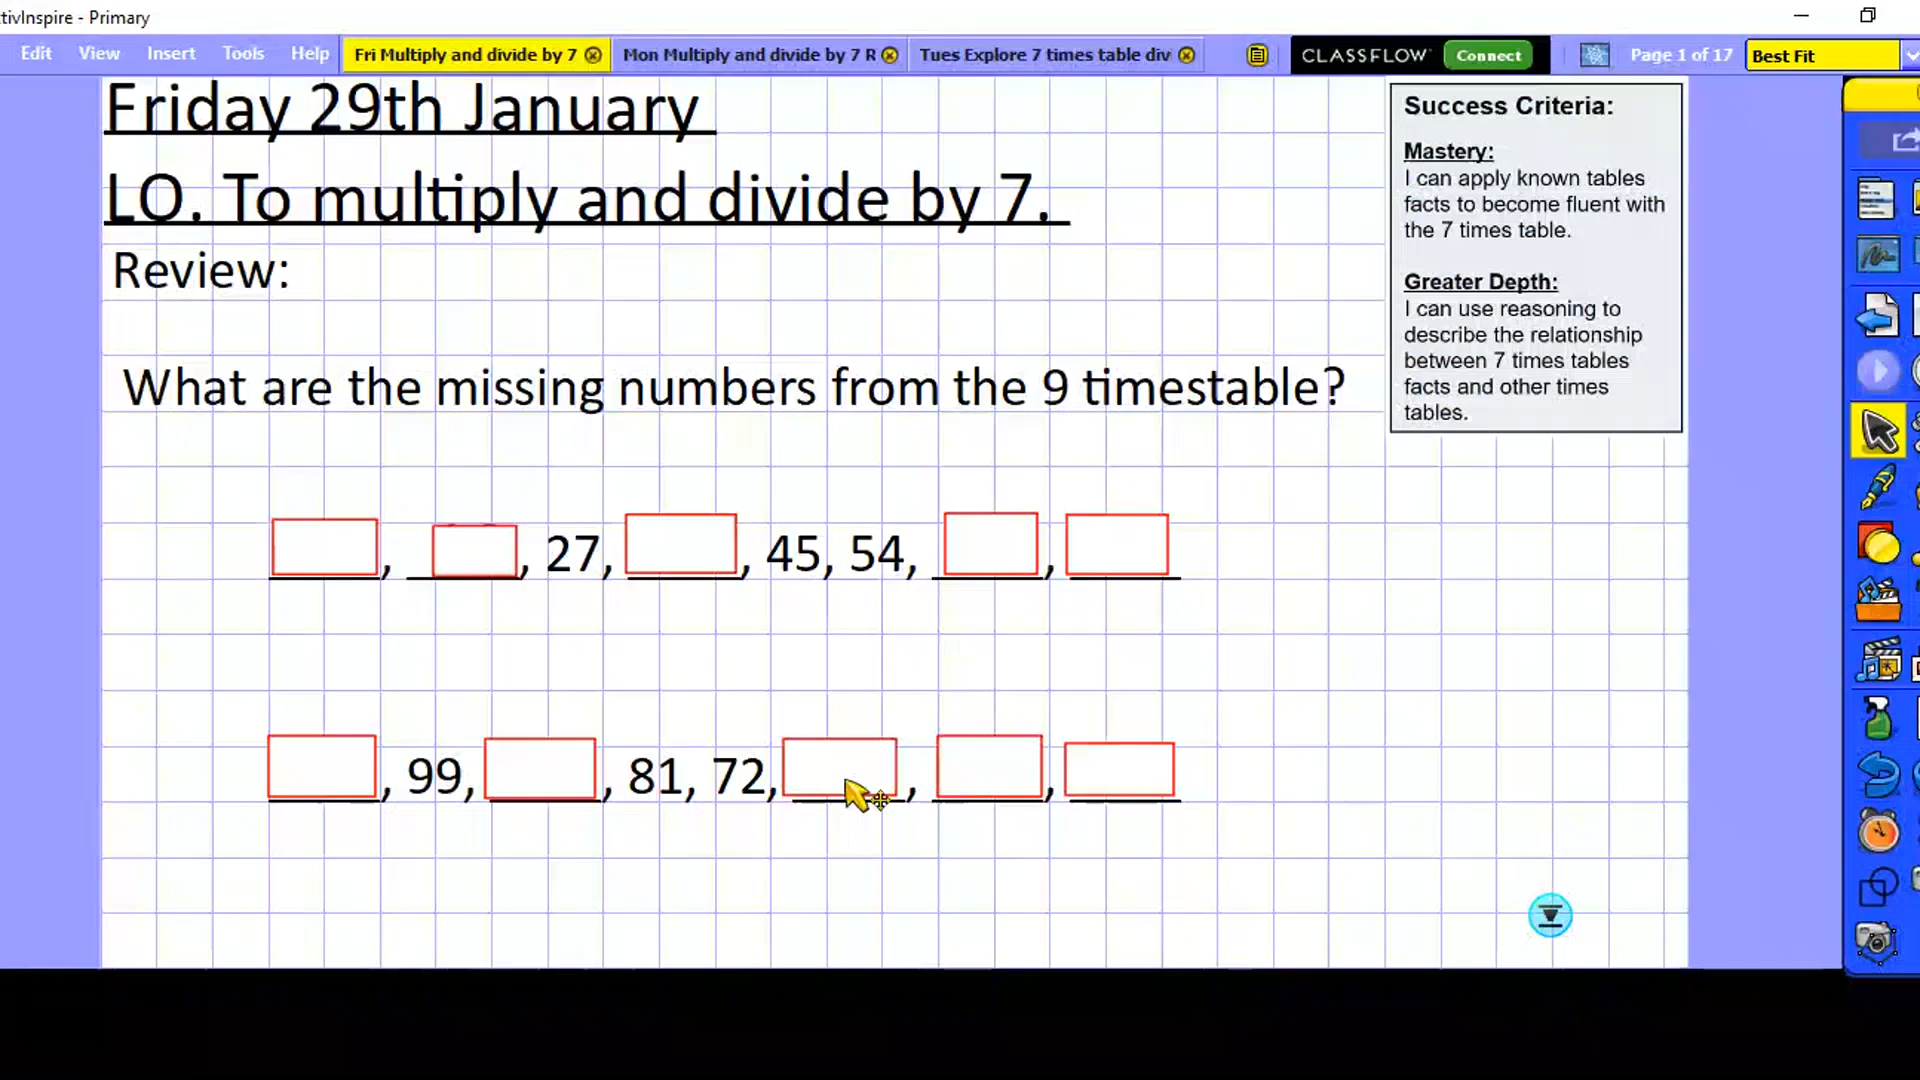 tivInspire - Primary
Edit View Insert Tools Help Fri Multiply and divide by 7 Mon Multiply and divide by 7 R Tues Explore 7 times table divi CLASSFLOW Connect Page 1 of 17 Best Fit
Friday 29th January
LO. To multiply and divide by 7.
Review:
What are the missing numbers from the 9 timestable?
, , 27, , 45, 54, ,
, 99, , 81, 72, , ,
Success Criteria:
Mastery:
I can apply known tables
facts to become fluent with
the 7 times table.
Greater Depth:
I can use reasoning to
describe the relationship
between 7 times tables
facts and other times
tables.